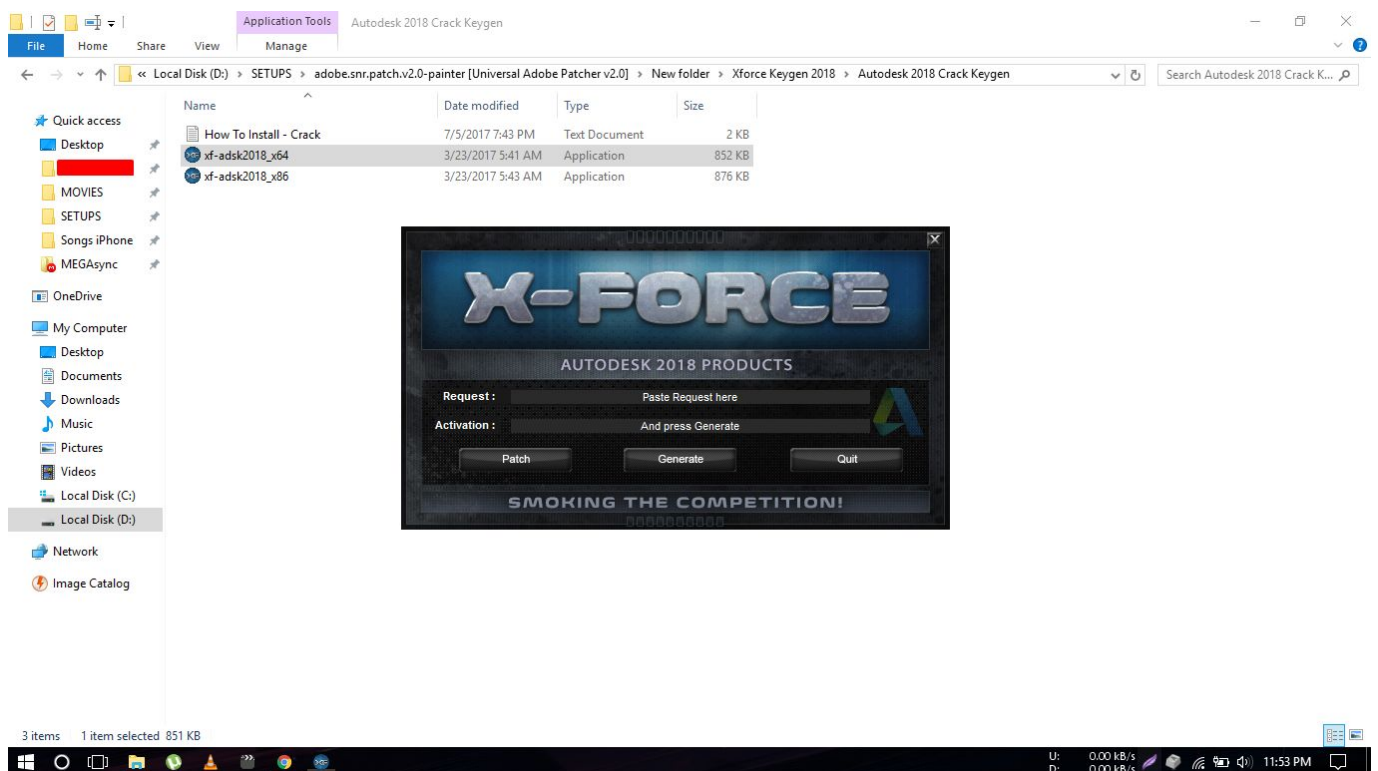 Application Tools
Autodesk 2018 Crack Keygen
File Home Share View Manage
« Local Disk (D:) › SETUPS › adobe.snr.patch.v2.0-painter [Universal Adobe Patcher v2.0] › New folder › Xforce Keygen 2018 › Autodesk 2018 Crack Keygen
Search Autodesk 2018 Crack K...
Name Date modified Type Size
How To Install - Crack 7/5/2017 7:43 PM Text Document 2 KB
xf-adsk2018_x64 3/23/2017 5:41 AM Application 852 KB
xf-adsk2018_x86 3/23/2017 5:43 AM Application 876 KB
Quick access
Desktop
MOVIES
SETUPS
Songs iPhone
MEGAsync
OneDrive
My Computer
Desktop
Documents
Downloads
Music
Pictures
Videos
Local Disk (C:)
Local Disk (D:)
Network
Image Catalog
X-FORCE
AUTODESK 2018 PRODUCTS
Request : Paste Request here
Activation : And press Generate
Patch Generate Quit
SMOKING THE COMPETITION!
3 items 1 item selected 851 KB
U: 0.00 kB/s
D: 0.00 kB/s
11:53 PM